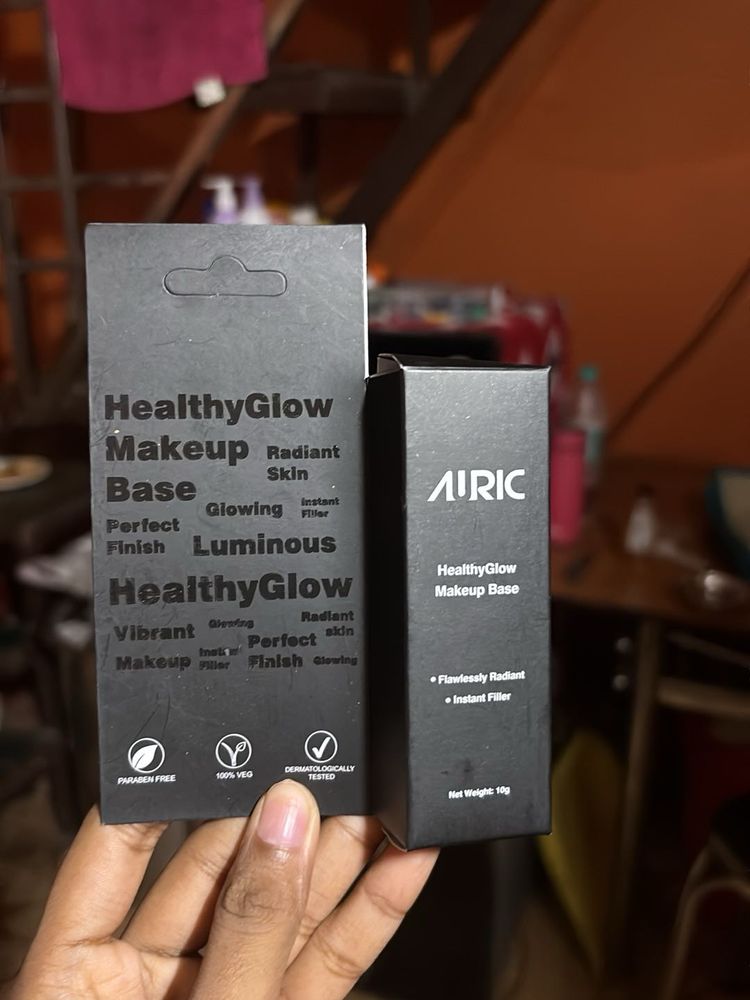 HealthyGlow
Makeup Radiant
Skin
Base
Glowing Instant
Filler
Perfect
Finish Luminous
HealthyGlow
Vibrant Glowing Radiant
skin
Makeup Instant
Filler Perfect
Finish Glowing
PARABEN FREE
100% VEG
DERMATOLOGICALLY
TESTED
AURIC
HealthyGlow
Makeup Base
• Flawlessly Radiant
• Instant Filler
Net Weight: 10g